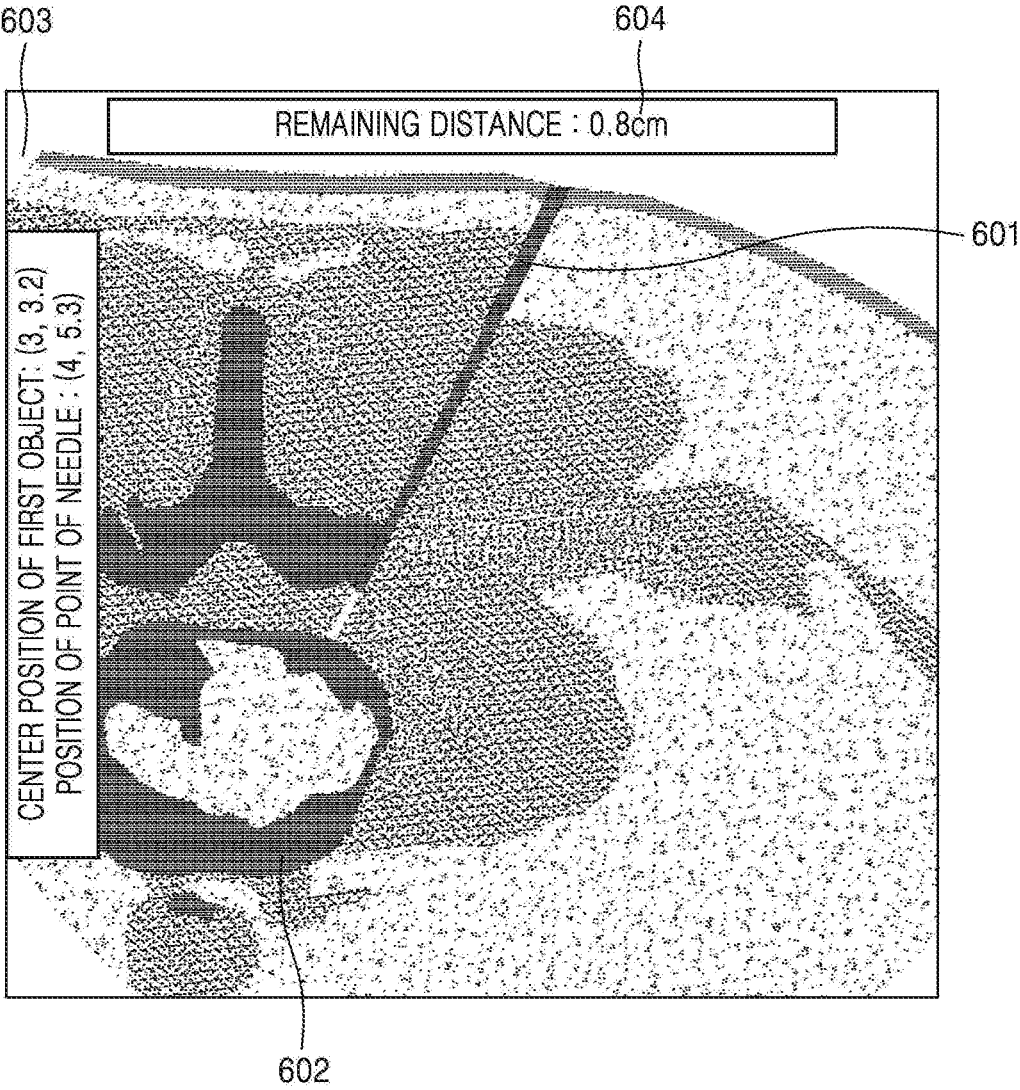 603
604
REMAINING DISTANCE : 0.8cm
601
CENTER POSITION OF FIRST OBJECT: (3, 3.2)
POSITION OF POINT OF NEEDLE : (4, 5.3)
602